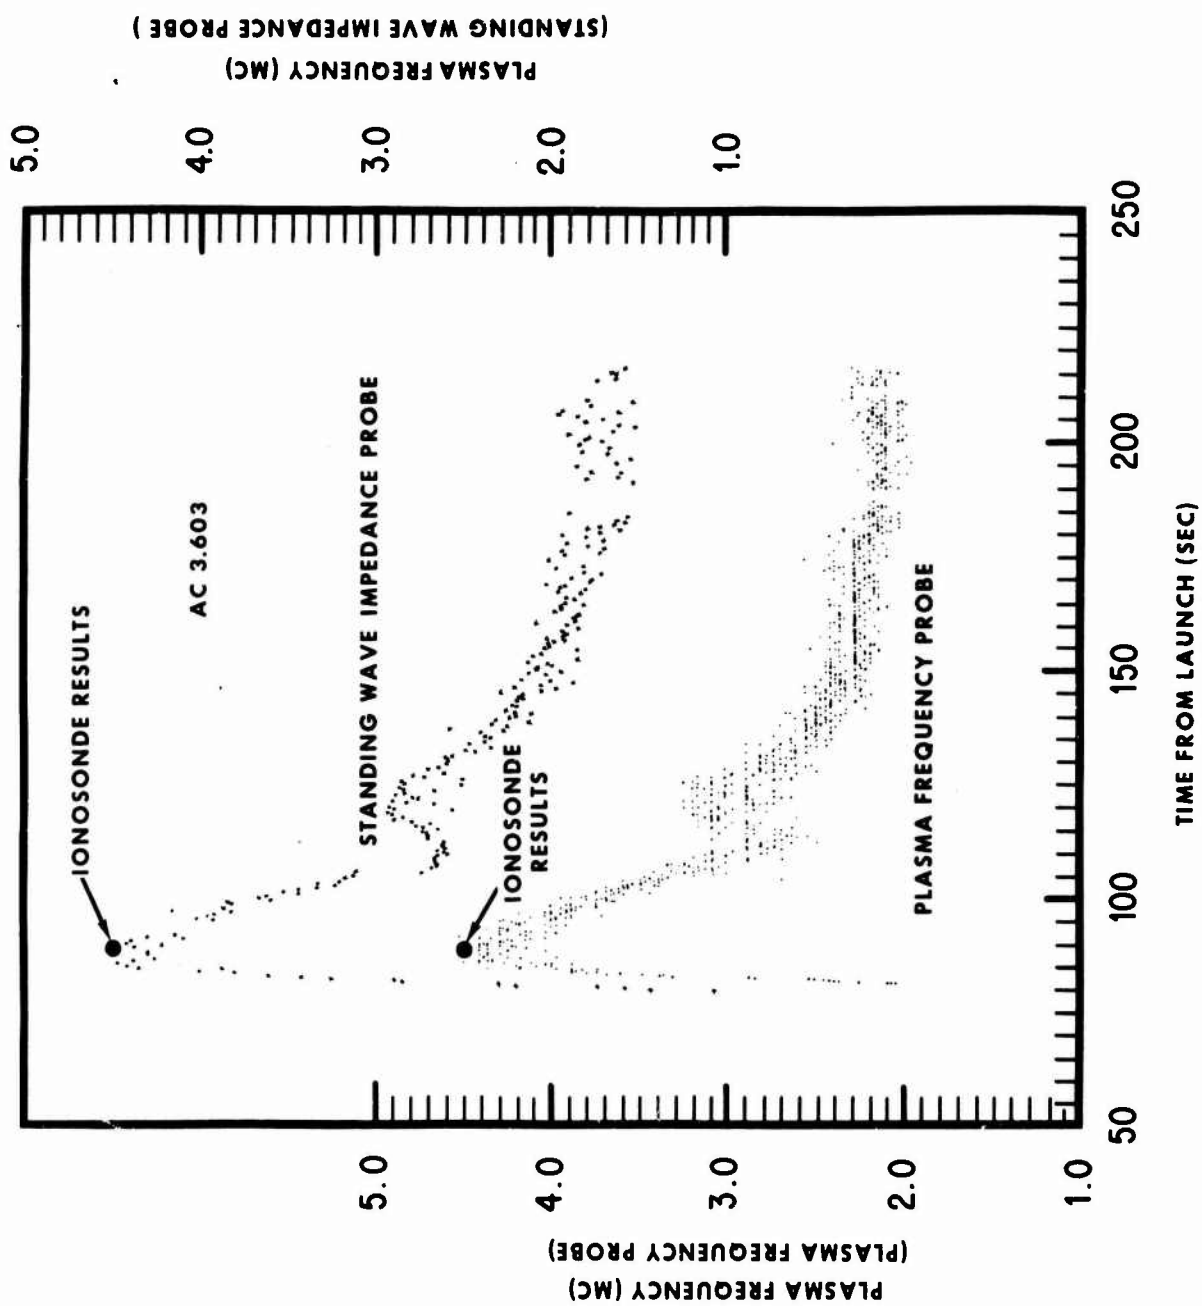 PLASMA FREQUENCY (MC)
(PLASMA FREQUENCY PROBE)
5.0
4.0
3.0
2.0
1.0
IONOSONDE RESULTS
AC 3.603
STANDING WAVE IMPEDANCE PROBE
IONOSONDE
RESULTS
PLASMA FREQUENCY PROBE
50
100
150
200
250
TIME FROM LAUNCH (SEC)
5.0
4.0
3.0
2.0
1.0
PLASMA FREQUENCY (MC)
(STANDING WAVE IMPEDANCE PROBE)